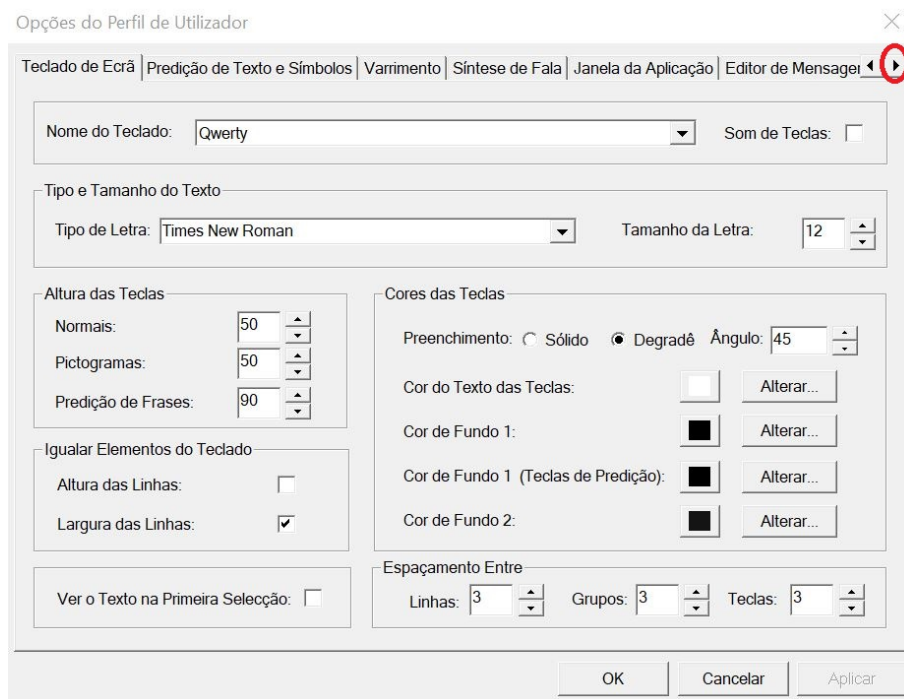 Opções do Perfil de Utilizador
Teclado de Ecrã Predição de Texto e Símbolos Varrimento Síntese de Fala Janela da Aplicação Editor de Mensagen
Nome do Teclado: Qwerty Som de Teclas:
Tipo e Tamanho do Texto
Tipo de Letra: Times New Roman Tamanho da Letra: 12
Altura das Teclas
Normais: 50
Pictogramas: 50
Predição de Frases: 90
Cores das Teclas
Preenchimento: Sólido Degradê Ângulo: 45
Cor do Texto das Teclas: Alterar...
Cor de Fundo 1: Alterar...
Cor de Fundo 1 (Teclas de Predição): Alterar...
Cor de Fundo 2: Alterar...
Igualar Elementos do Teclado
Altura das Linhas:
Largura das Linhas:
Ver o Texto na Primeira Selecção:
Espaçamento Entre
Linhas: 3 Grupos: 3 Teclas: 3
OK Cancelar Aplicar